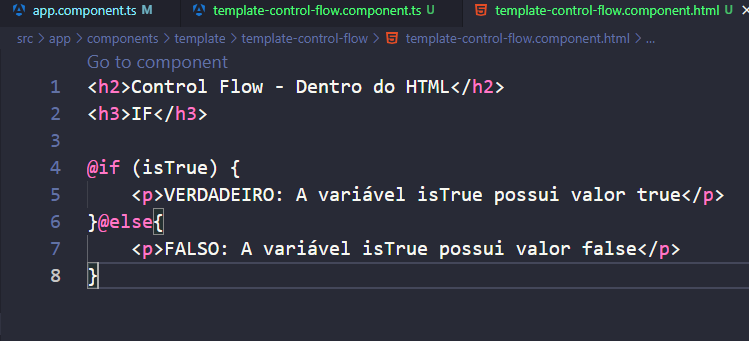 app.component.ts M template-control-flow.component.ts U template-control-flow.component.html U
src > app > components > template > template-control-flow > template-control-flow.component.html > ...
Go to component
1 <h2>Control Flow - Dentro do HTML</h2>
2 <h3>IF</h3>
3
4 @if (isTrue) {
5 <p>VERDADEIRO: A variável isTrue possui valor true</p>
6 }@else{
7 <p>FALSO: A variável isTrue possui valor false</p>
8 }